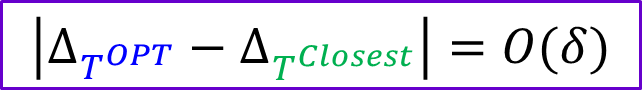 |Δ_{T^{OPT}} − Δ_{T^{Closest}}| = O(δ)